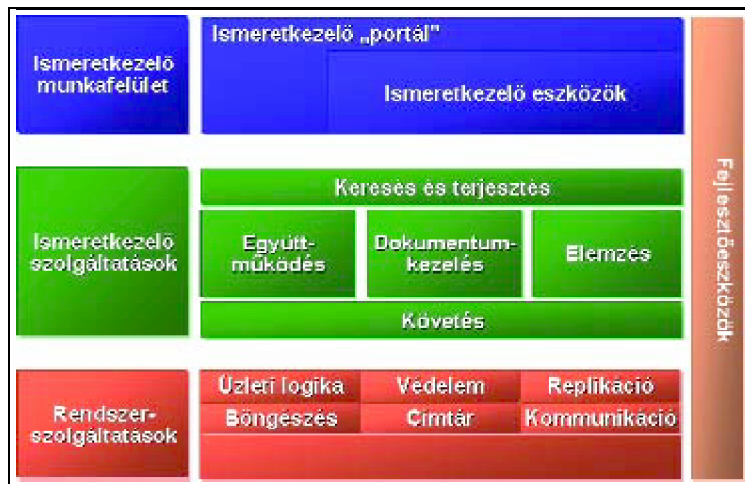 Ismeretkezelő
munkafelület
Ismeretkezelő „portál”
Ismeretkezelő eszközök
Ismeretkezelő
szolgáltatások
Keresés és terjesztés
Együtt-
működés
Dokumentum-
kezelés
Elemzés
Követés
Rendszer-
szolgáltatások
Üzleti logika
Védelem
Replikáció
Böngészés
Címtár
Kommunikáció
Fejlesztőeszközök